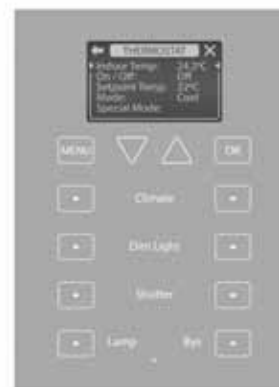 THERMOSTAT
Indoor Temp: 24.3°C
On / Off: Off
Setpoint Temp: 22°C
Mode: Cool
Special Mode:
MENU OK
Climate
Dim Light
Shutter
Lamp Bye